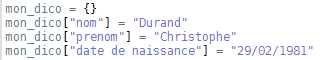 mon_dico = {}
mon_dico["nom"] = "Durand"
mon_dico["prenom"] = "Christophe"
mon_dico["date de naissance"] = "29/02/1981"